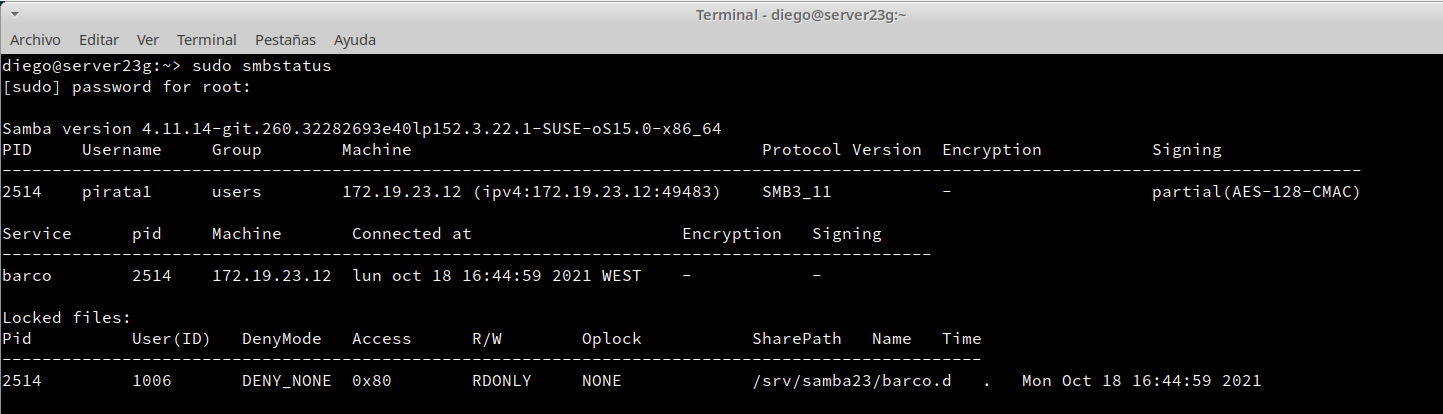 Terminal - diego@server23g:~
Archivo Editar Ver Terminal Pestañas Ayuda
diego@server23g:~> sudo smbstatus
[sudo] password for root:
Samba version 4.11.14-git.260.32282693e40lp152.3.22.1-SUSE-oS15.0-x86_64
PID     Username     Group        Machine                                   Protocol Version  Encryption           Signing
----------------------------------------------------------------------------------------------------------------------------------------
2514    pirata1      users        172.19.23.12 (ipv4:172.19.23.12:49483)    SMB3_11           -                    partial(AES-128-CMAC)
Service      pid     Machine       Connected at                     Encryption   Signing
---------------------------------------------------------------------------------------------
barco        2514    172.19.23.12  lun oct 18 16:44:59 2021 WEST    -            -
Locked files:
Pid          User(ID)   DenyMode   Access      R/W        Oplock           SharePath   Name   Time
--------------------------------------------------------------------------------------------------
2514         1006       DENY_NONE  0x80        RDONLY     NONE             /srv/samba23/barco.d   .   Mon Oct 18 16:44:59 2021